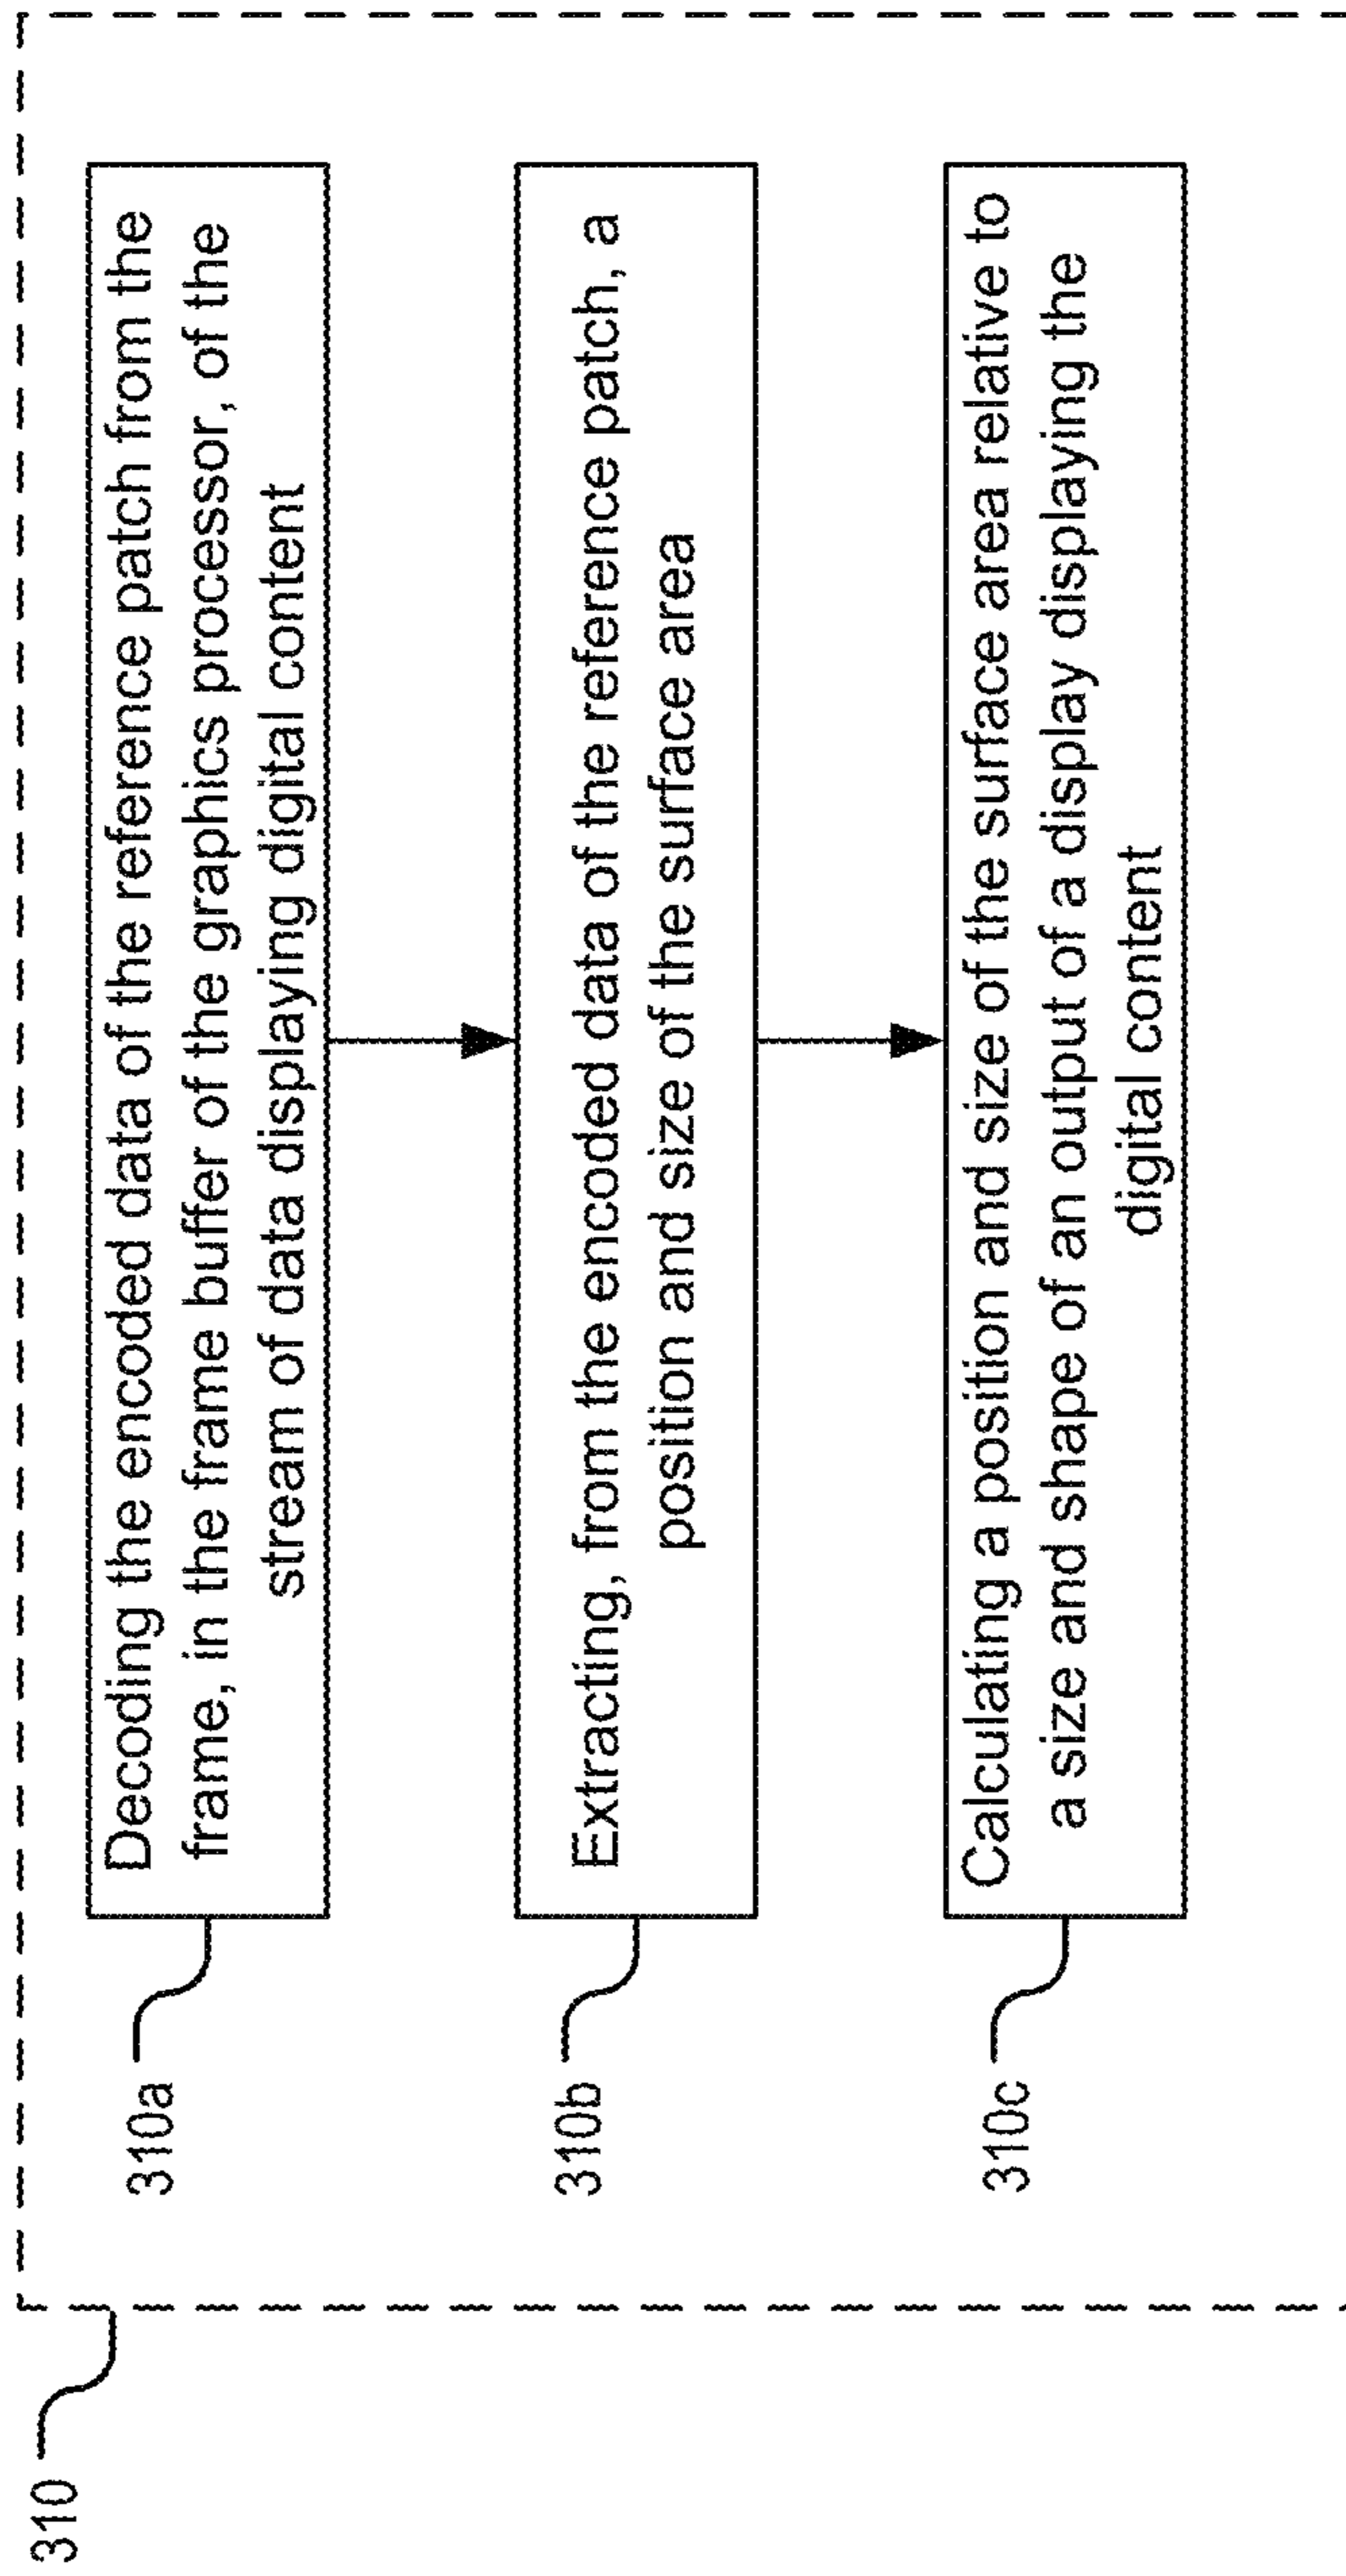 310
310a
Decoding the encoded data of the reference patch from the
frame, in the frame buffer of the graphics processor, of the
stream of data displaying digital content
310b
Extracting, from the encoded data of the reference patch, a
position and size of the surface area
310c
Calculating a position and size of the surface area relative to
a size and shape of an output of a display displaying the
digital content